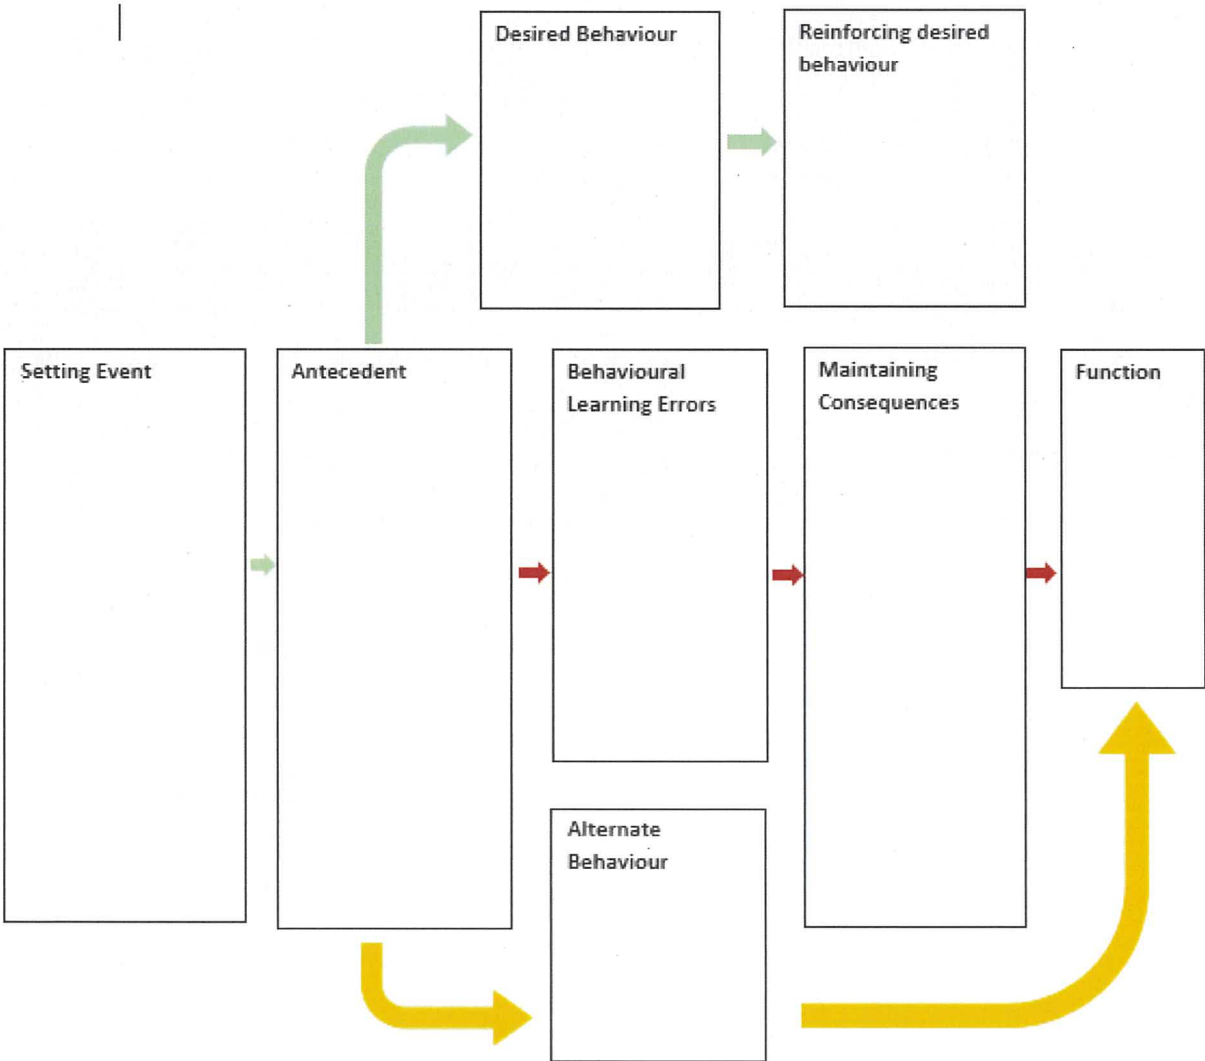 Desired Behaviour
Reinforcing desired
behaviour
Setting Event
Antecedent
Behavioural
Learning Errors
Maintaining
Consequences
Function
Alternate
Behaviour